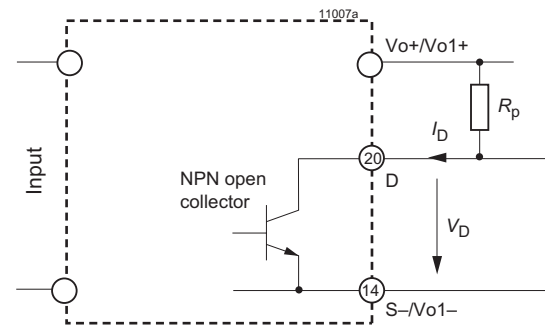 11007a
Vo+/Vo1+
Rp
ID
20
D
Input
NPN open
collector
VD
14
S–/Vo1–